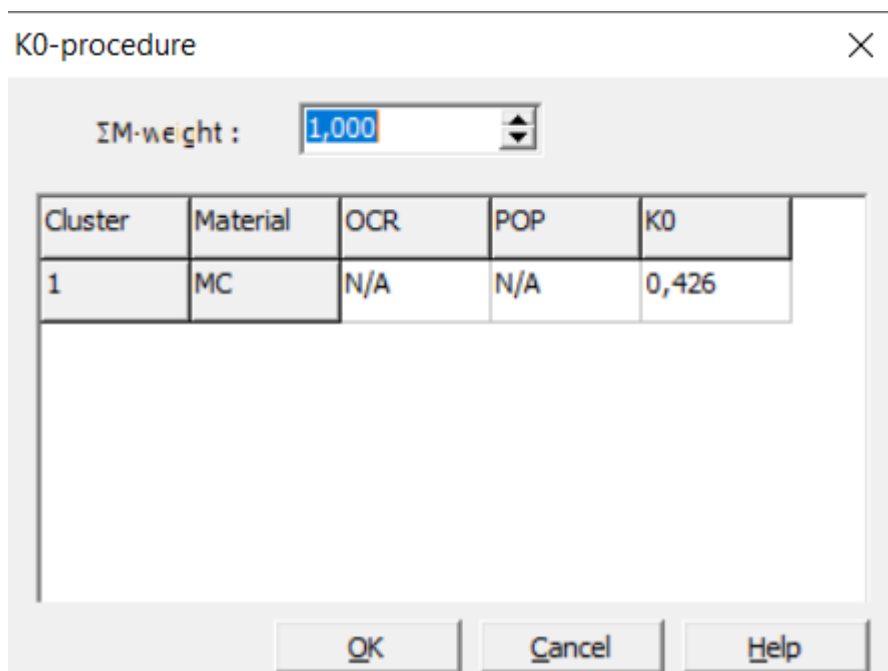 K0-procedure
ΣM-weight : 1,000
Cluster Material OCR POP K0
1 MC N/A N/A 0,426
OK Cancel Help